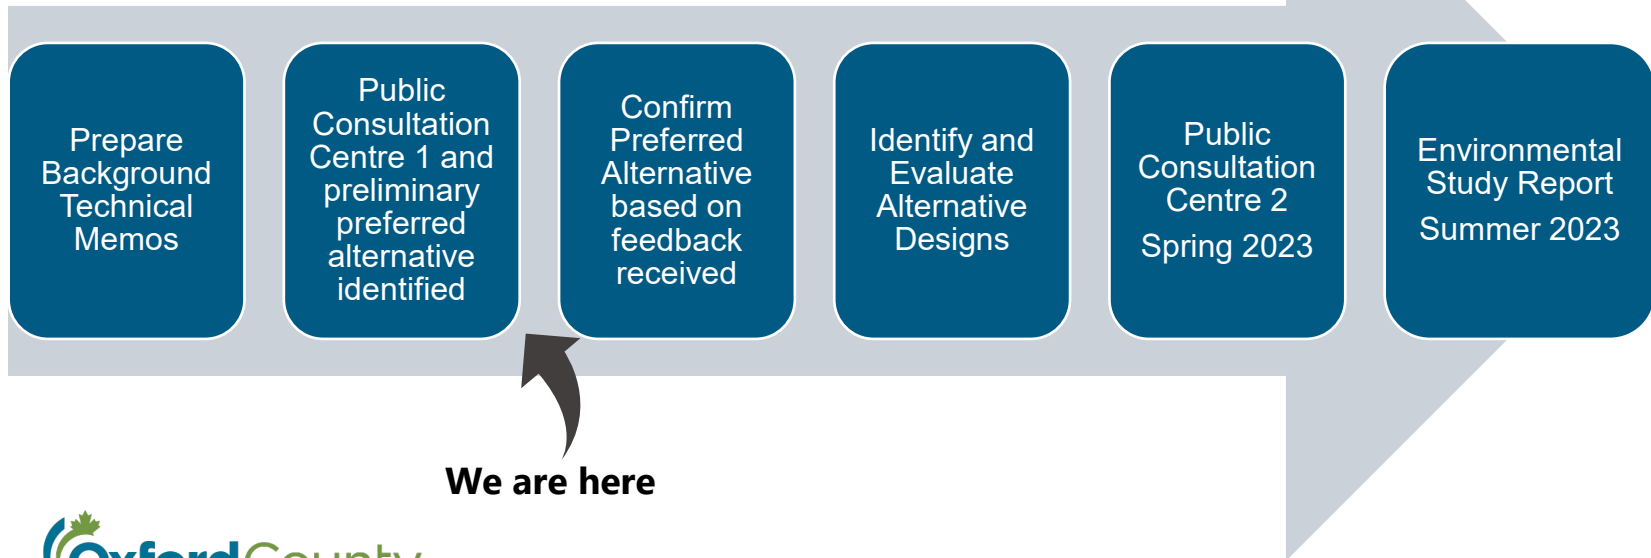 Prepare
Background
Technical
Memos
Public
Consultation
Centre 1 and
preliminary
preferred
alternative
identified
Confirm
Preferred
Alternative
based on
feedback
received
Identify and
Evaluate
Alternative
Designs
Public
Consultation
Centre 2
Spring 2023
Environmental
Study Report
Summer 2023
We are here
OxfordCounty